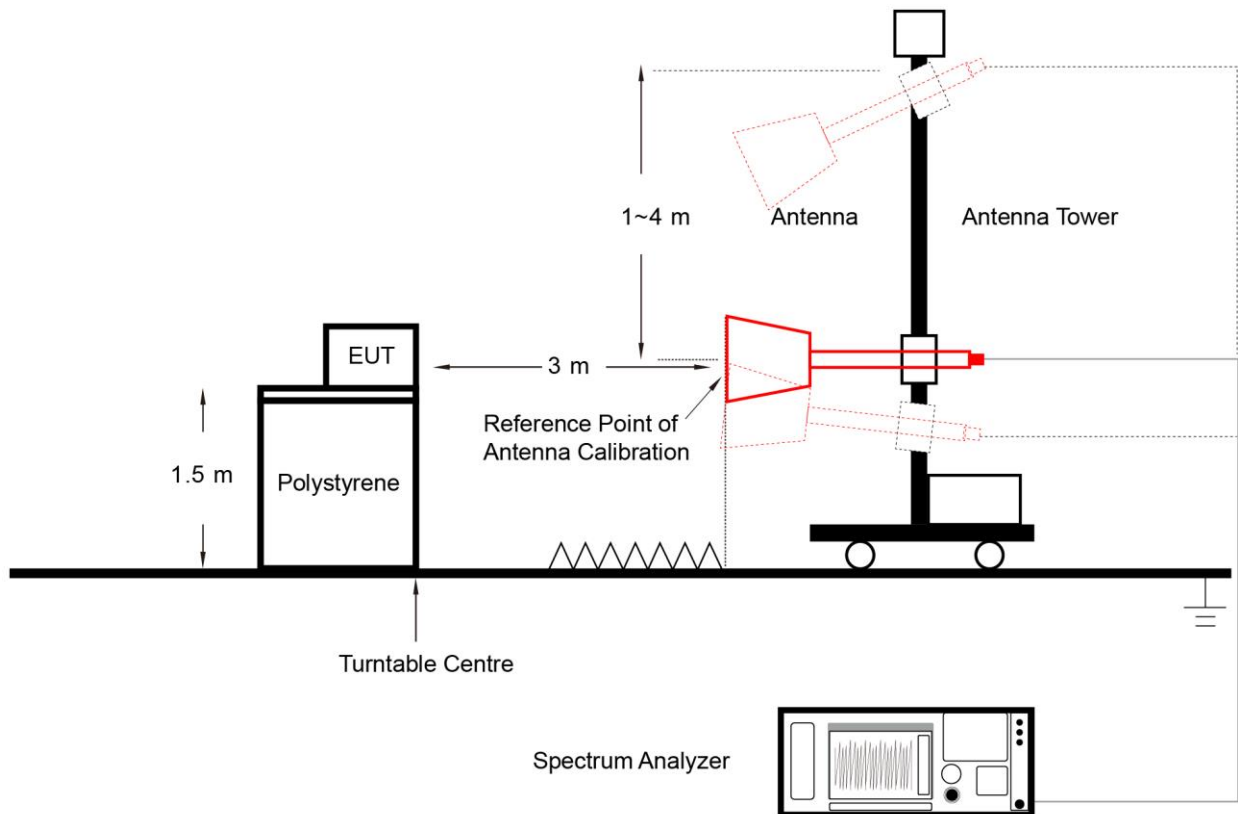 1~4 m
Antenna
Antenna Tower
EUT
3 m
Reference Point of
Antenna Calibration
1.5 m
Polystyrene
Turntable Centre
Spectrum Analyzer